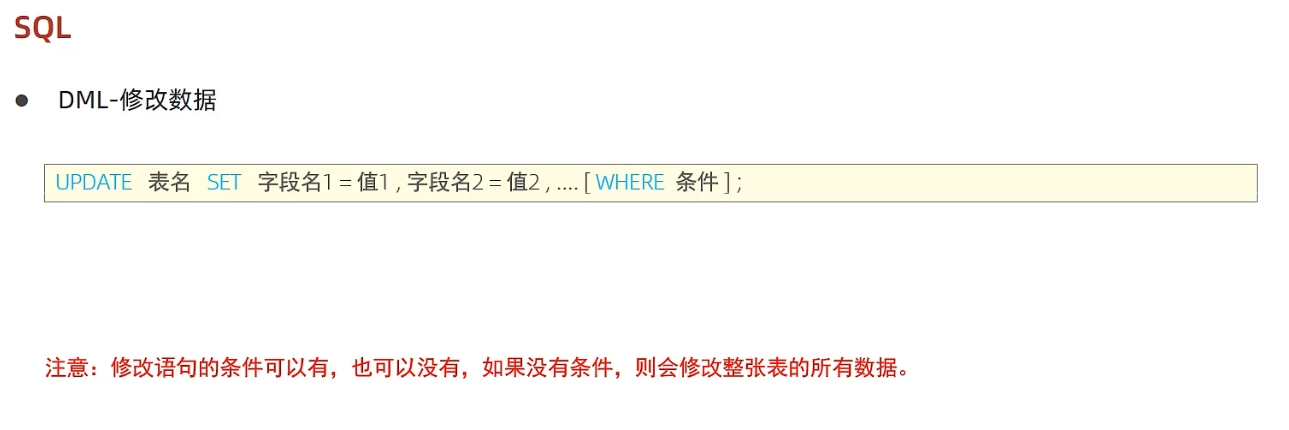 SQL
DML-修改数据
UPDATE 表名 SET 字段名1 = 值1 , 字段名2 = 值2 , .... [ WHERE 条件 ] ;
注意：修改语句的条件可以有，也可以没有，如果没有条件，则会修改整张表的所有数据。